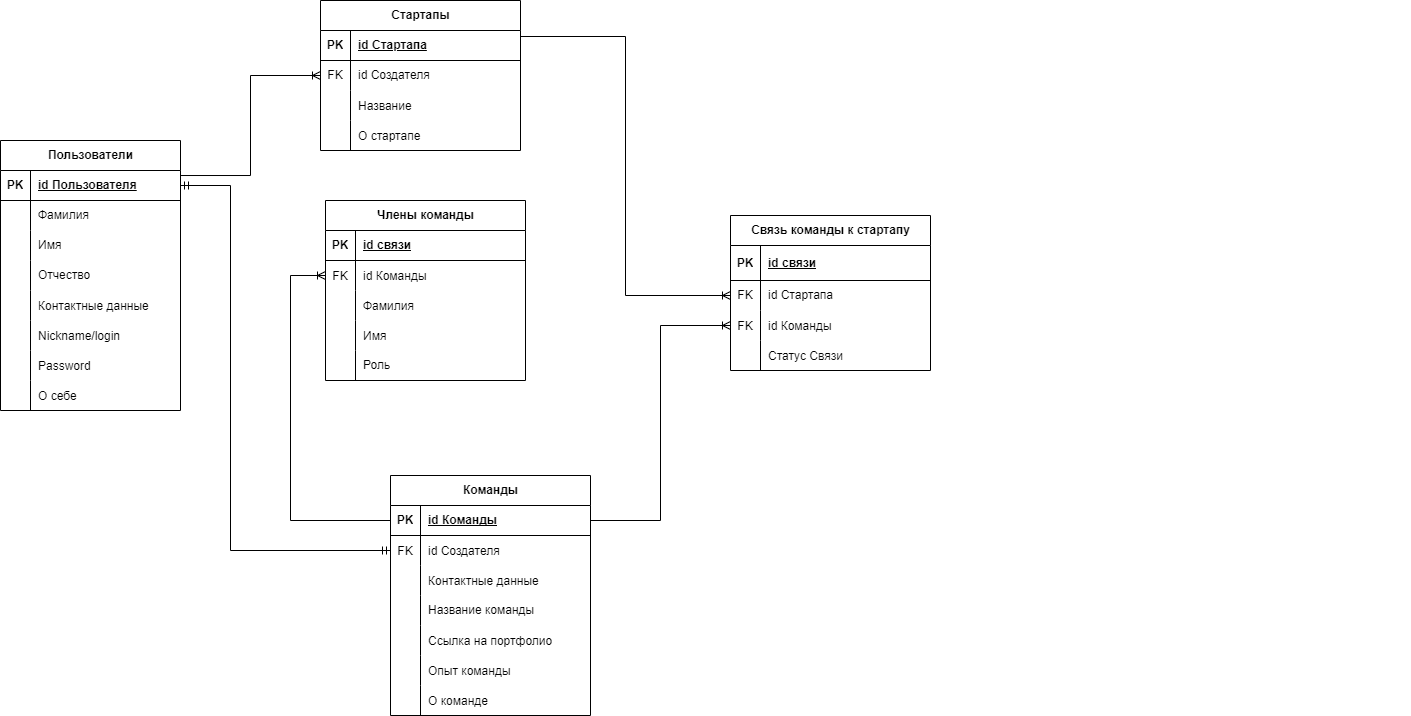 Стартапы
PK id Стартапа
FK id Создателя
Название
О стартапе
Пользователи
PK id Пользователя
Фамилия
Имя
Отчество
Контактные данные
Nickname/login
Password
О себе
Члены команды
PK id связи
FK id Команды
Фамилия
Имя
Роль
Связь команды к стартапу
PK id связи
FK id Стартапа
FK id Команды
Статус Связи
Команды
PK id Команды
FK id Создателя
Контактные данные
Название команды
Ссылка на портфолио
Опыт команды
О команде